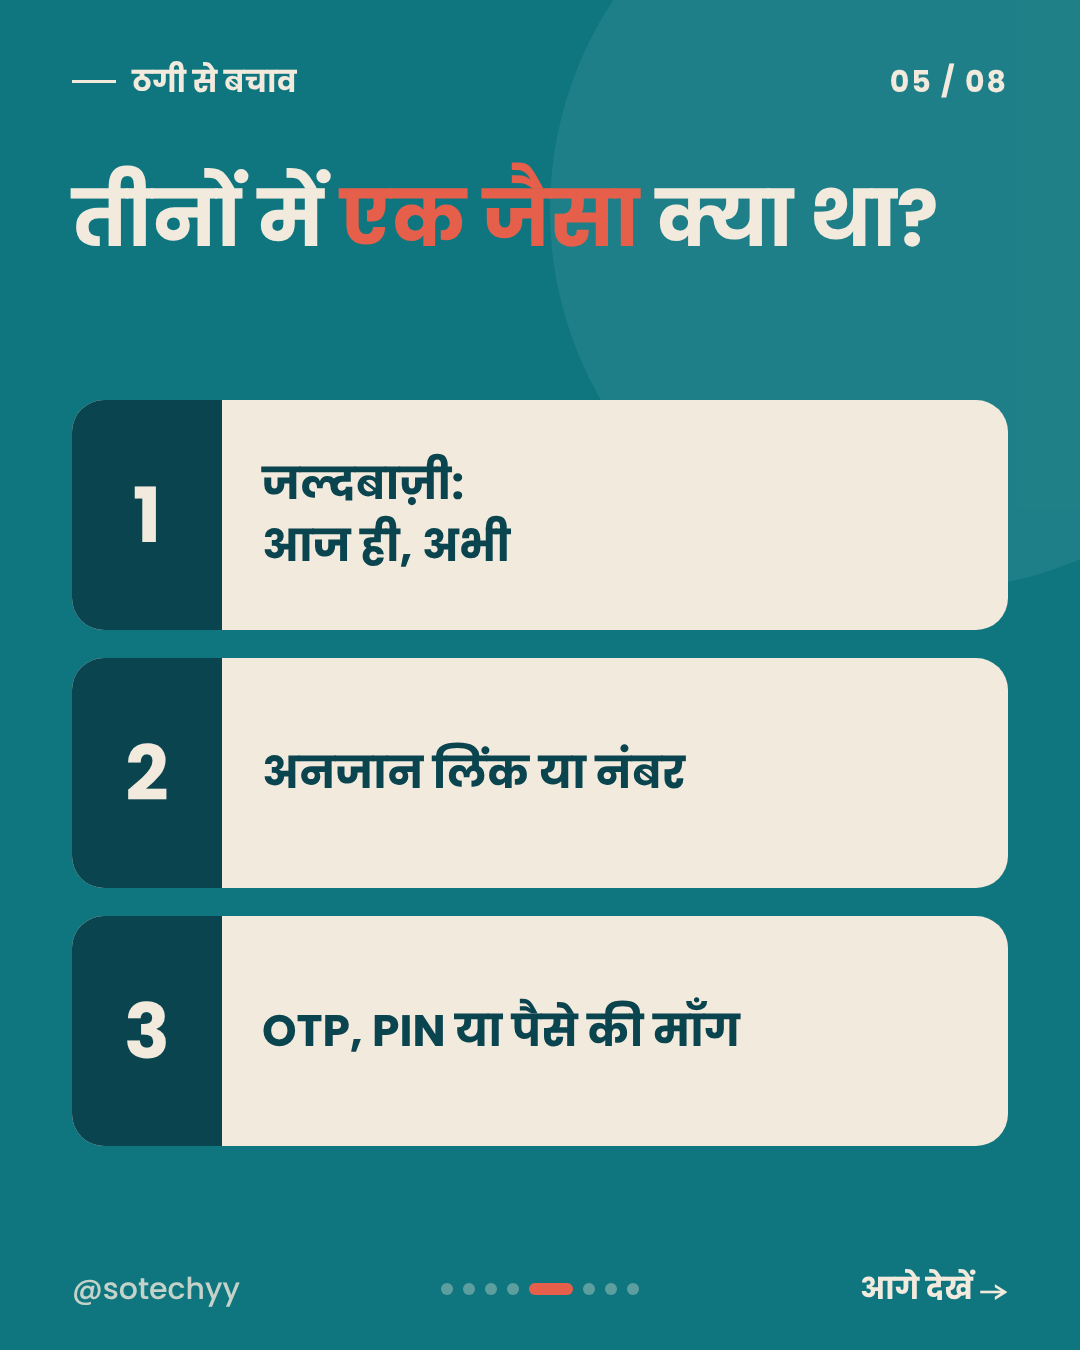 ठगी से बचाव
05 / 08
तीनों में एक जैसा क्या था?
1
जल्दबाज़ी:
आज ही, अभी
2
अनजान लिंक या नंबर
3
OTP, PIN या पैसे की माँग
@sotechyy
आगे देखें →